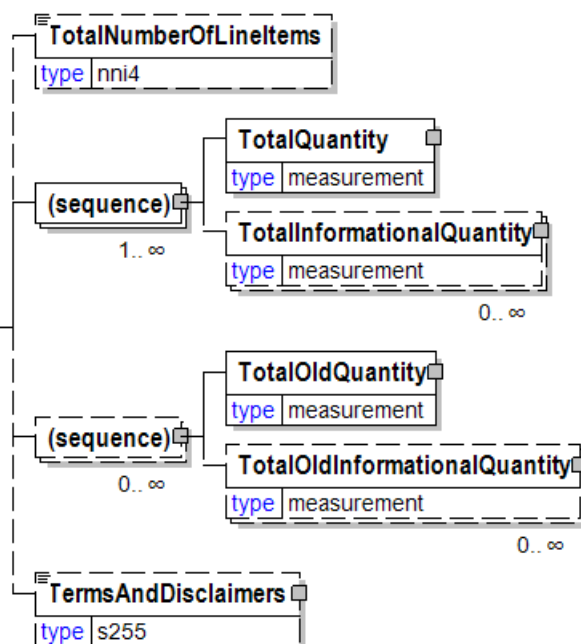 TotalNumberOfLineItems
type nni4
(sequence)
1.. ∞
TotalQuantity
type measurement
TotalInformationalQuantity
type measurement
0.. ∞
(sequence)
0.. ∞
TotalOldQuantity
type measurement
TotalOldInformationalQuantity
type measurement
0.. ∞
TermsAndDisclaimers
type s255